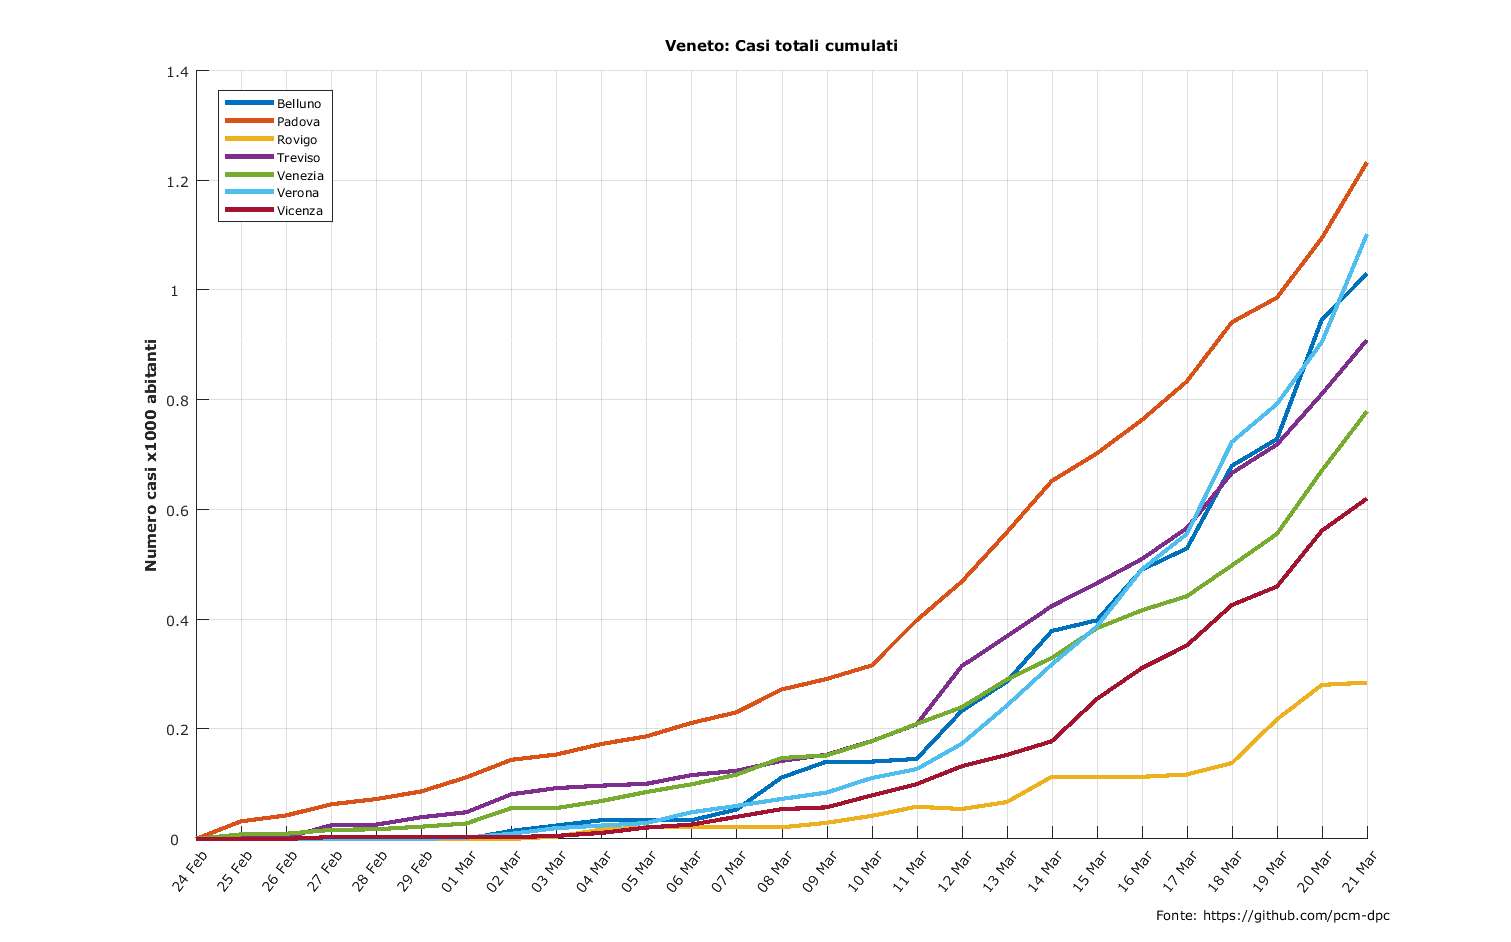 Veneto: Casi totali cumulati
1.4
1.2
1
0.8
0.6
0.4
0.2
0
Numero casi x1000 abitanti
Belluno
Padova
Rovigo
Treviso
Venezia
Verona
Vicenza
24 Feb
25 Feb
26 Feb
27 Feb
28 Feb
29 Feb
01 Mar
02 Mar
03 Mar
04 Mar
05 Mar
06 Mar
07 Mar
08 Mar
09 Mar
10 Mar
11 Mar
12 Mar
13 Mar
14 Mar
15 Mar
16 Mar
17 Mar
18 Mar
19 Mar
20 Mar
21 Mar
Fonte: https://github.com/pcm-dpc